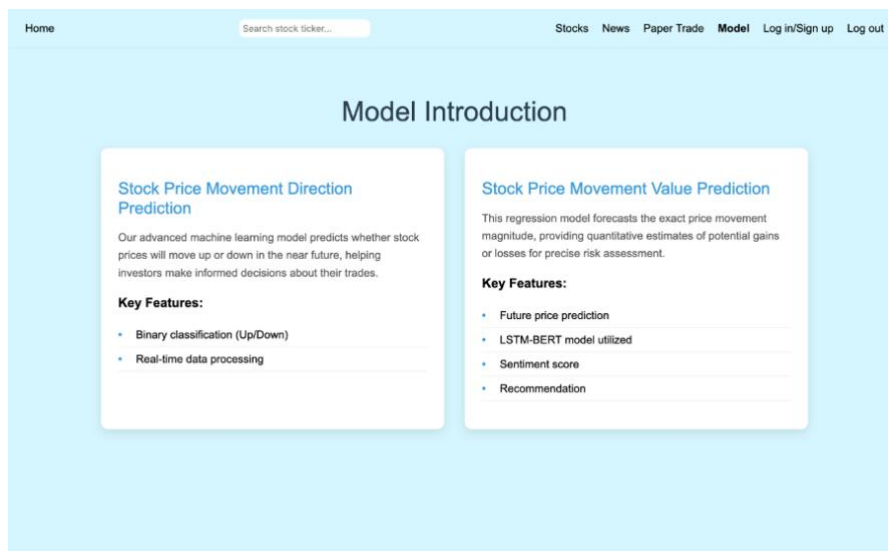 Home
Search stock ticker...
Stocks News Paper Trade Model Log in/Sign up Log out
Model Introduction
Stock Price Movement Direction
Prediction
Our advanced machine learning model predicts whether stock
prices will move up or down in the near future, helping
investors make informed decisions about their trades.
Key Features:
• Binary classification (Up/Down)
• Real-time data processing
Stock Price Movement Value Prediction
This regression model forecasts the exact price movement
magnitude, providing quantitative estimates of potential gains
or losses for precise risk assessment.
Key Features:
• Future price prediction
• LSTM-BERT model utilized
• Sentiment score
• Recommendation